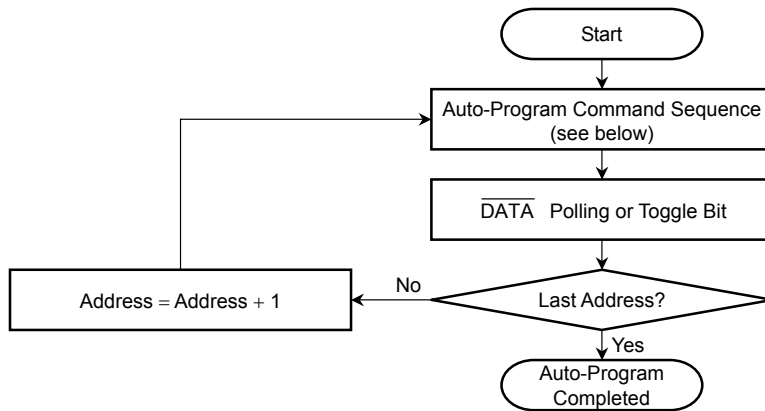 Start
Auto-Program Command Sequence
(see below)
DATA Polling or Toggle Bit
Address = Address + 1
No
Last Address?
Yes
Auto-Program
Completed